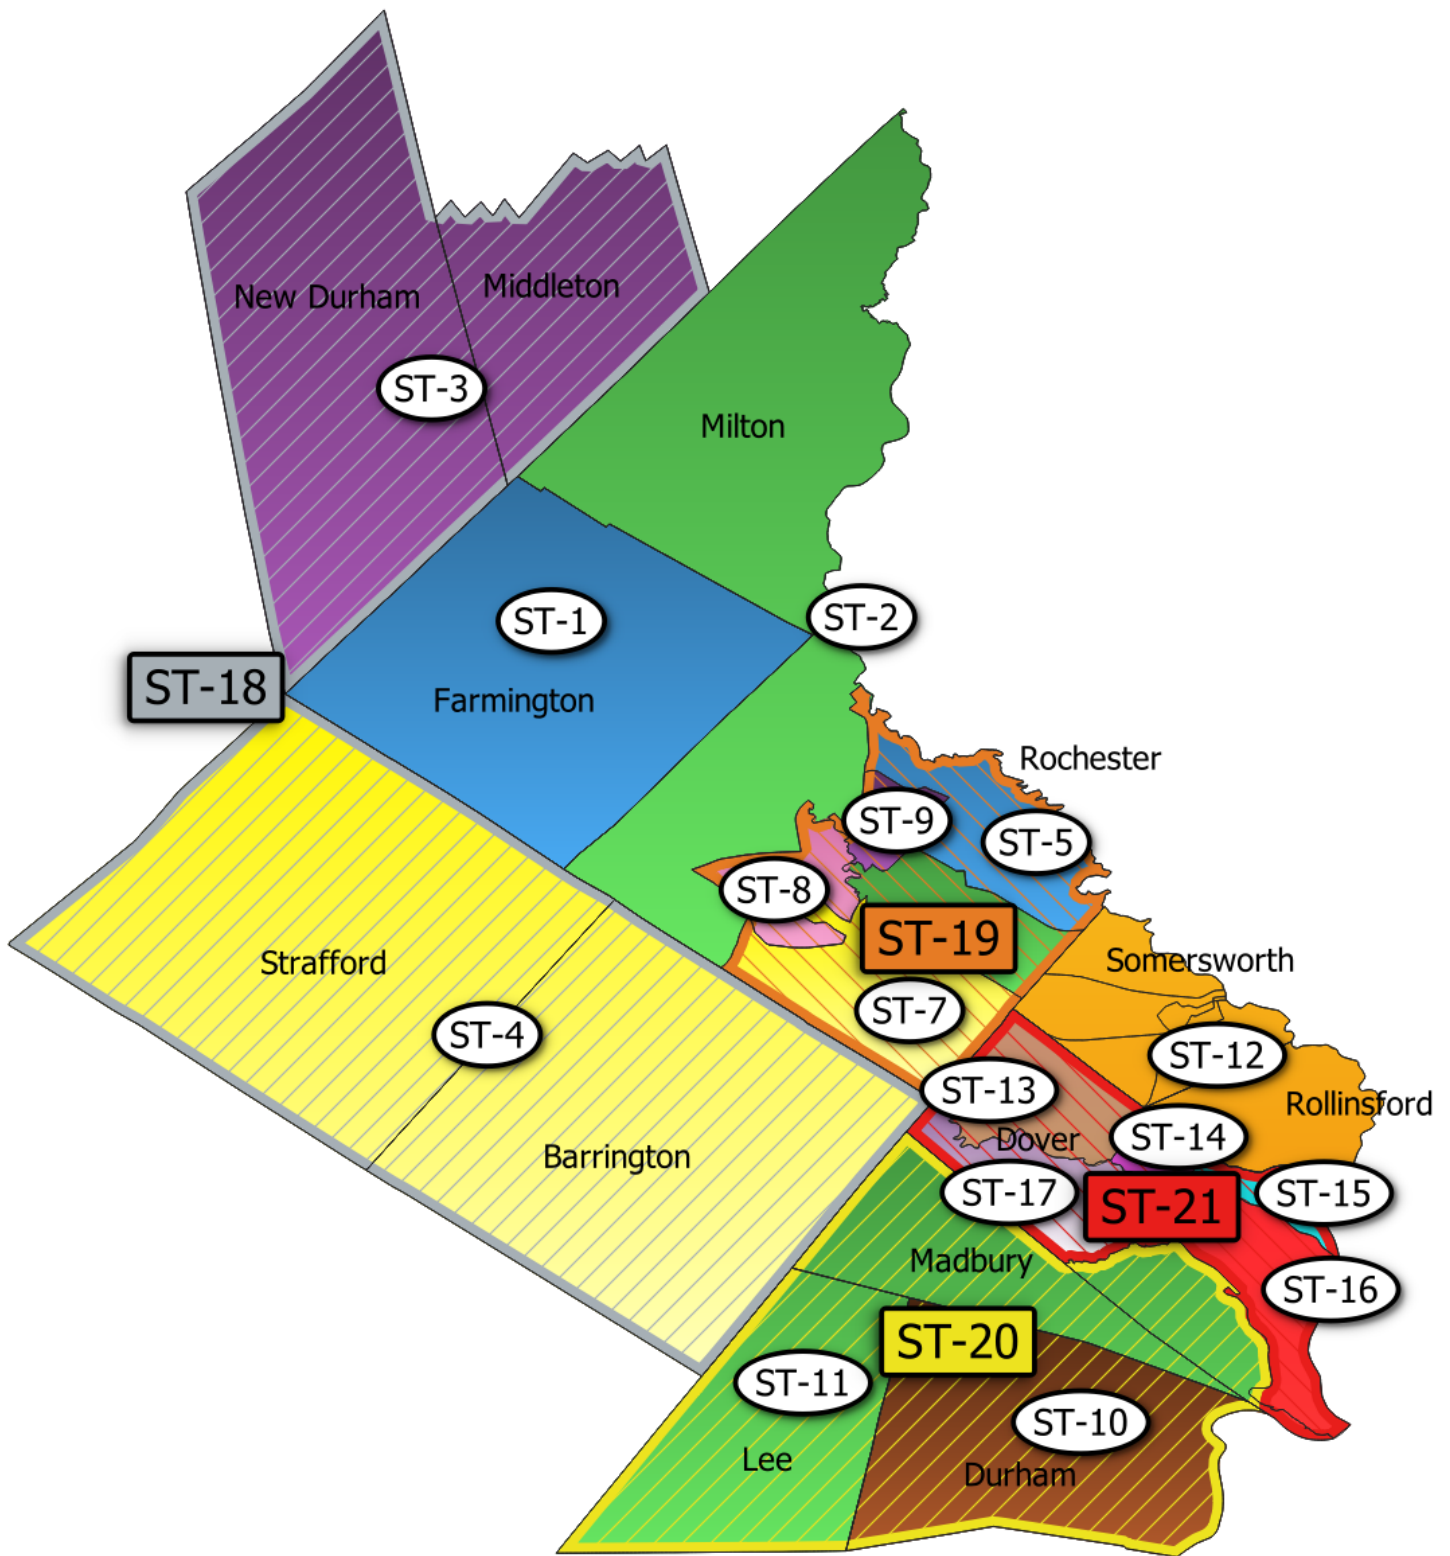 New Durham
Middleton
ST-3
Milton
ST-1
ST-2
ST-18
Farmington
Rochester
ST-9
ST-5
ST-8
ST-19
Strafford
Somersworth
ST-7
ST-4
ST-12
ST-13
Rollinsford
Dover
ST-14
Barrington
ST-17
ST-21
ST-15
Madbury
ST-16
ST-20
ST-11
ST-10
Lee
Durham